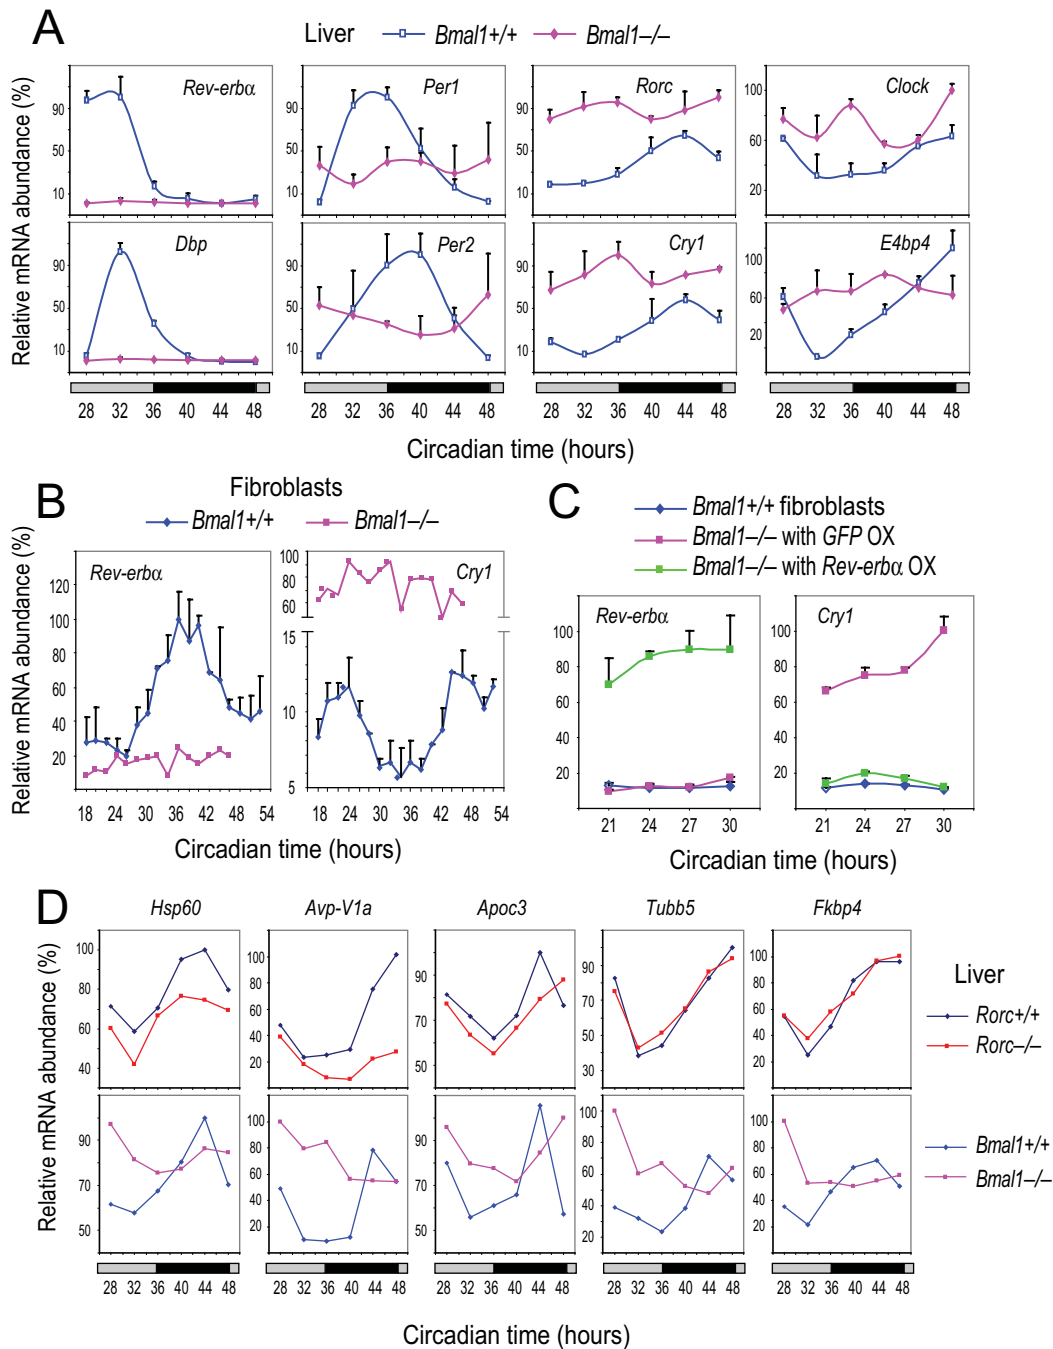 A
Liver Bmal1+/+ Bmal1–/–
Relative mRNA abundance (%)
Rev-erbα Per1 Rorc Clock
90 90 90 100
50 50 50 60
10 10 10 20
Dbp Per2 Cry1 E4bp4
90 90 90 100
50 50 50 60
10 10 10 20
28 32 36 40 44 48 28 32 36 40 44 48 28 32 36 40 44 48 28 32 36 40 44 48
Circadian time (hours)
B
Fibroblasts
Bmal1+/+ Bmal1–/–
Relative mRNA abundance (%)
Rev-erbα Cry1
120
100
80
60
40
20
100
80
60
15
10
5
18 24 30 36 42 48 54 18 24 30 36 42 48 54
Circadian time (hours)
C
Bmal1+/+ fibroblasts
Bmal1–/– with GFP OX
Bmal1–/– with Rev-erbα OX
Rev-erbα Cry1
100 100
80 80
60 60
40 40
20 20
21 24 27 30 21 24 27 30
Circadian time (hours)
D
Hsp60 Avp-V1a Apoc3 Tubb5 Fkbp4
Relative mRNA abundance (%)
100 100 90 90 100
80 80 70 70 80
60 60 50 60
40 40 30 40
20 20
Liver
Rorc+/+
Rorc–/–
Relative mRNA abundance (%)
90 100 90 90 100
70 80 70 70 80
50 60 50 50 60
40 30 40
20 10 20
Bmal1+/+
Bmal1–/–
28 32 36 40 44 48 28 32 36 40 44 48 28 32 36 40 44 48 28 32 36 40 44 48 28 32 36 40 44 48
Circadian time (hours)